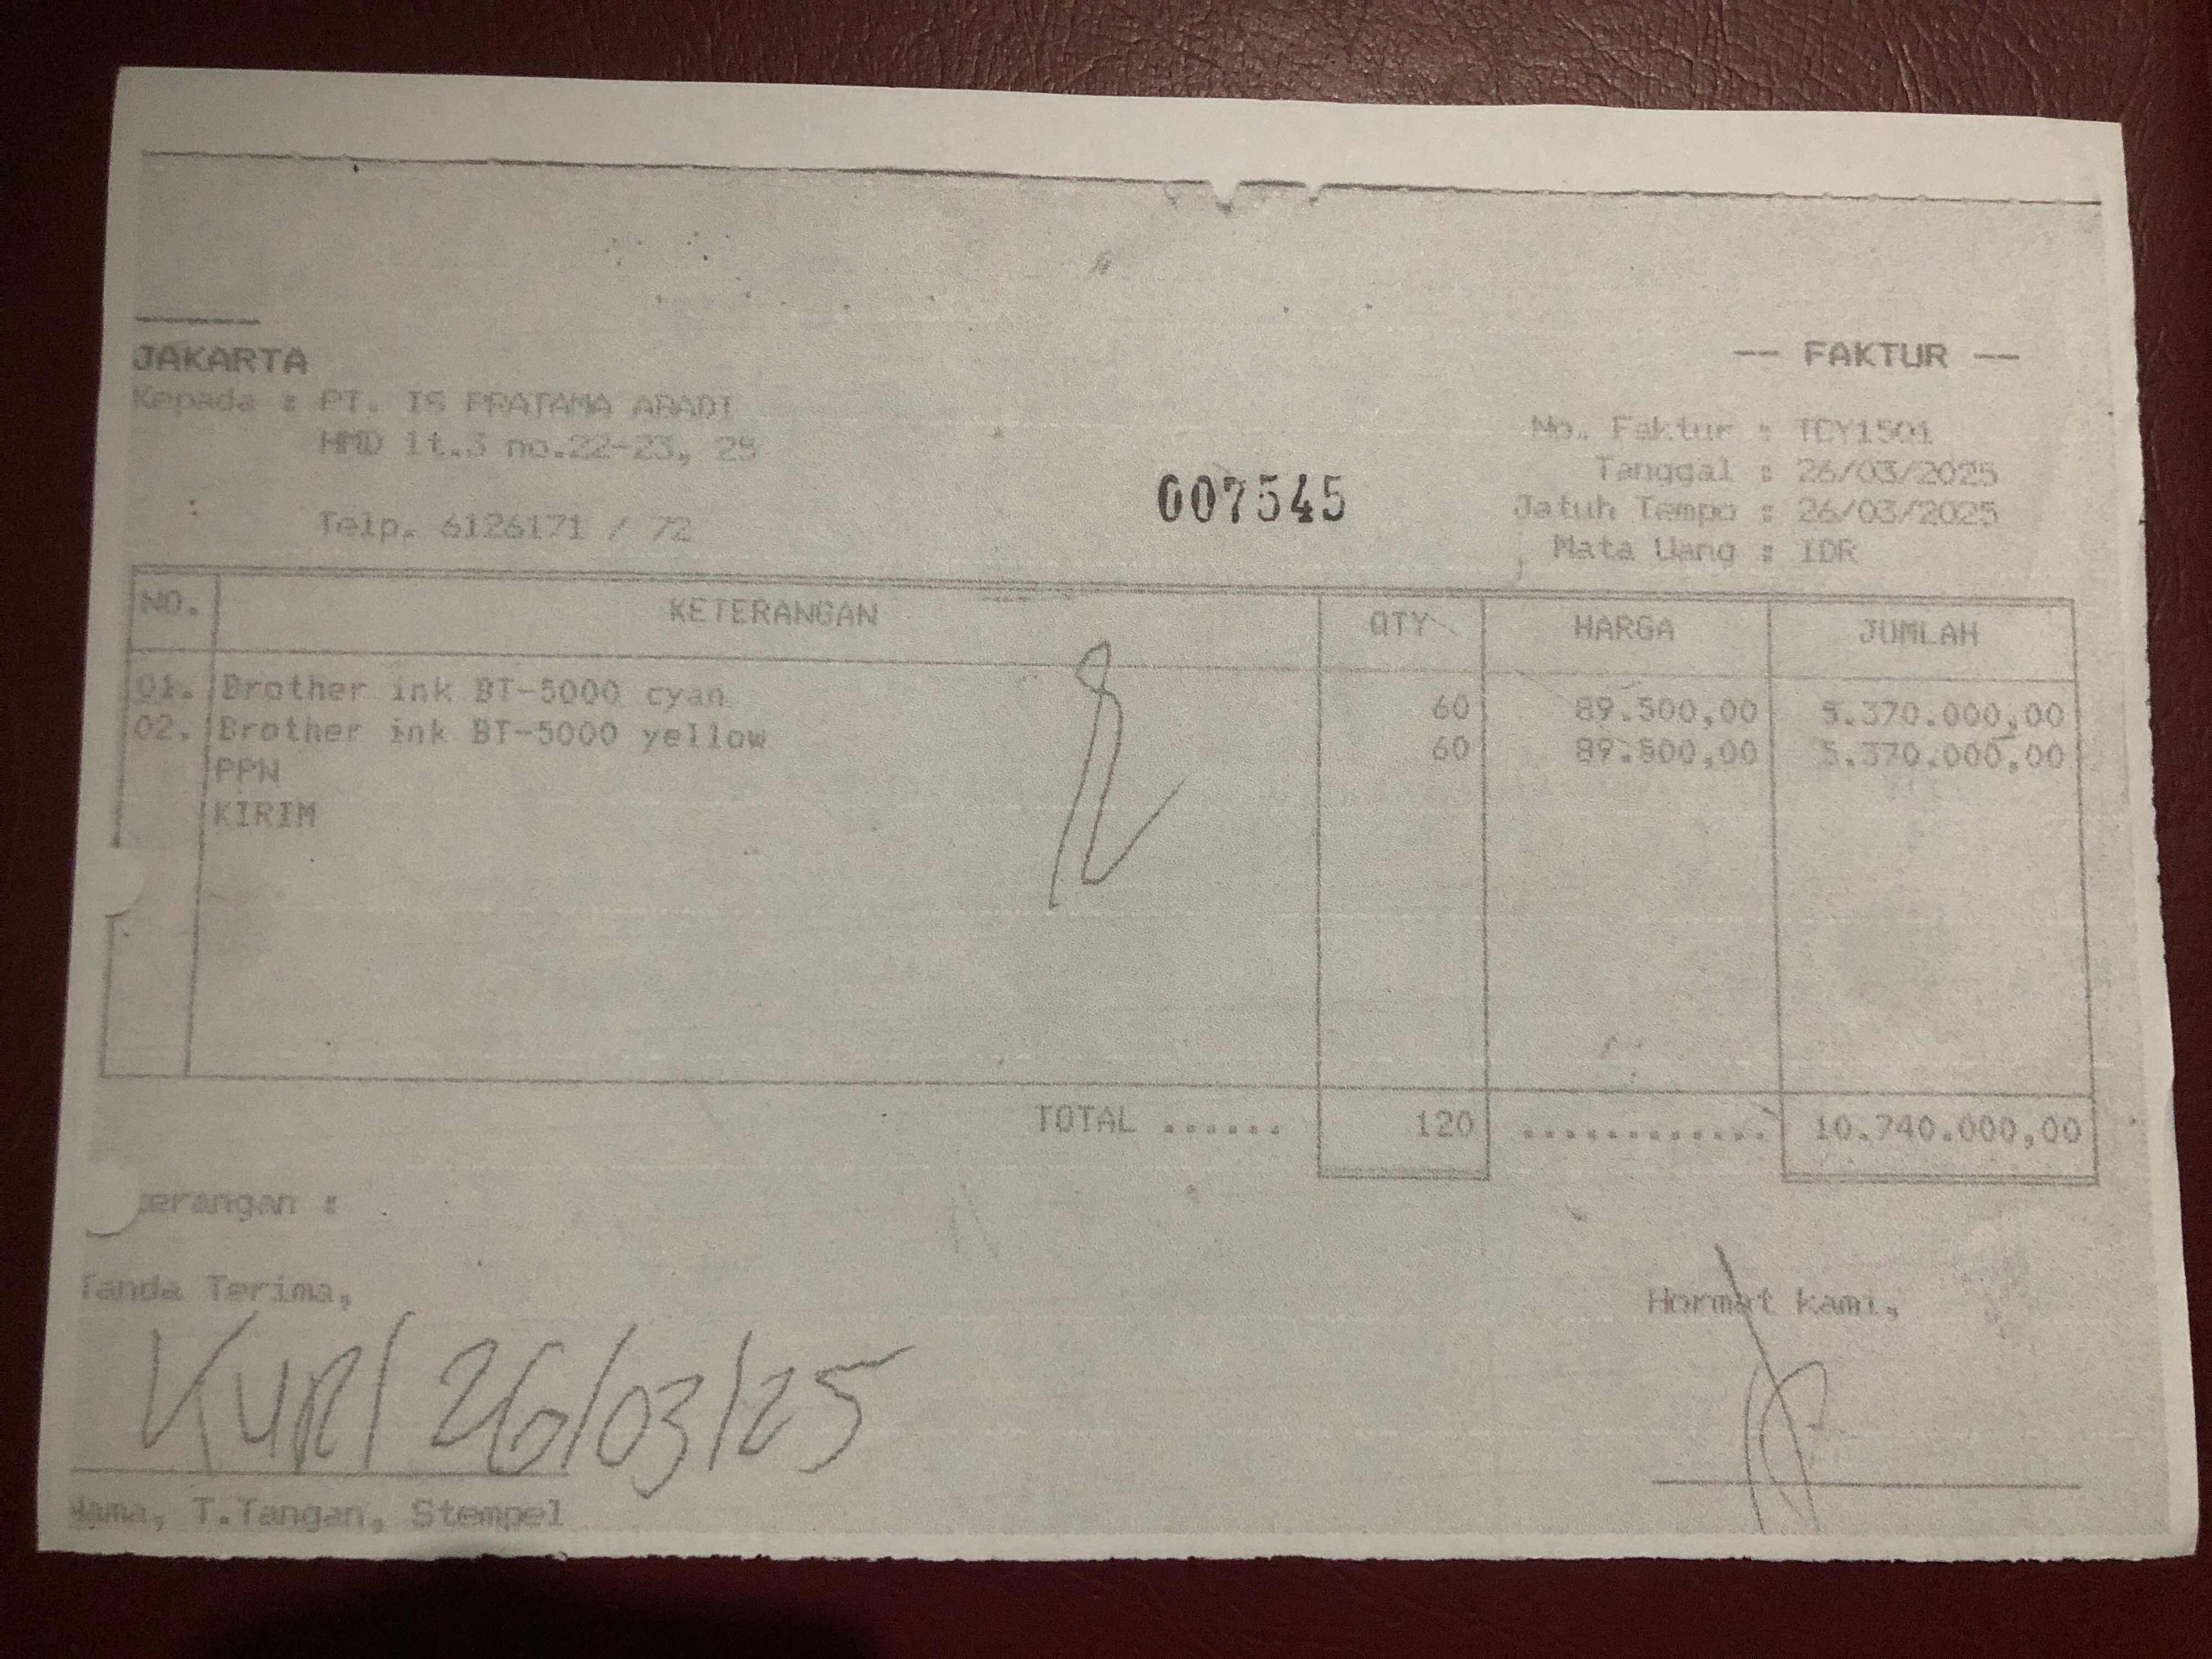 JAKARTA
-- FAKTUR --
Kepada : PT. IS PRATAMA ABADI
HMD lt.3 no.22-23, 29
Telp. 6126171 / 72
007545
No. Faktur : TCY1501
Tanggal : 26/03/2025
Jatuh Tempo : 26/03/2025
Mata Uang : IDR
NO. KETERANGAN QTY HARGA JUMLAH
01. Brother ink BT-5000 cyan 60 89.500,00 5.370.000,00
02. Brother ink BT-5000 yellow 60 89.500,00 5.370.000,00
PPN
KIRIM
TOTAL ...... 120 ............ 10.740.000,00
erangan :
Tanda Terima,
Hormat kami,
26/03/25
Nama, T.Tangan, Stempel